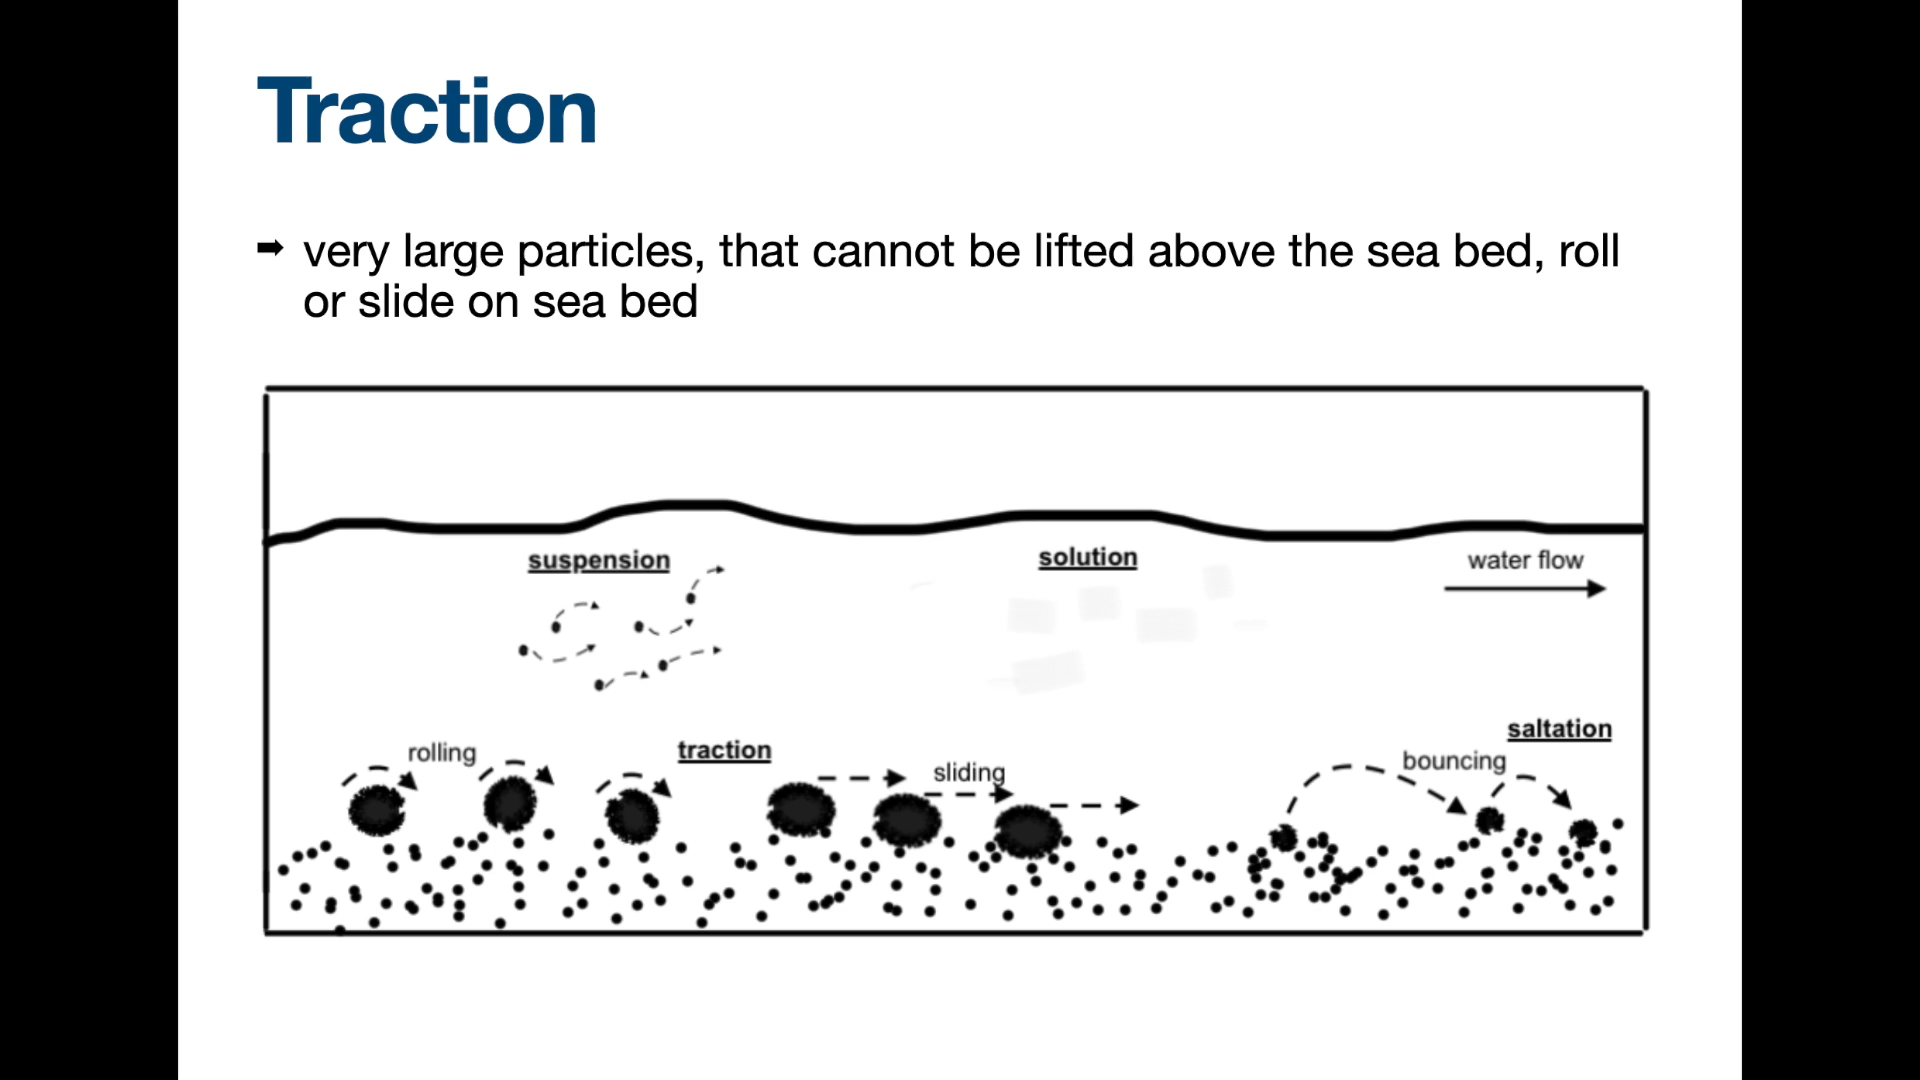 Traction
➡ very large particles, that cannot be lifted above the sea bed, roll
or slide on sea bed
suspension
solution
water flow
saltation
rolling
traction
bouncing
sliding